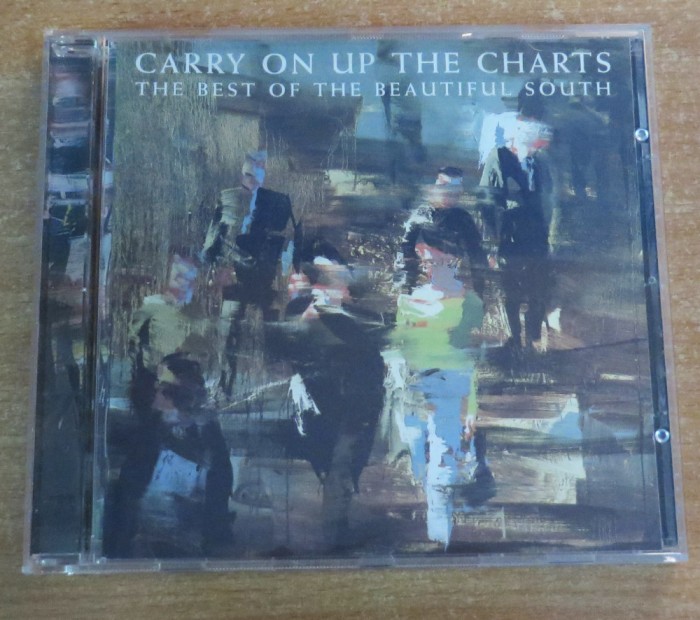 CARRY ON UP THE CHARTS
THE BEST OF THE BEAUTIFUL SOUTH